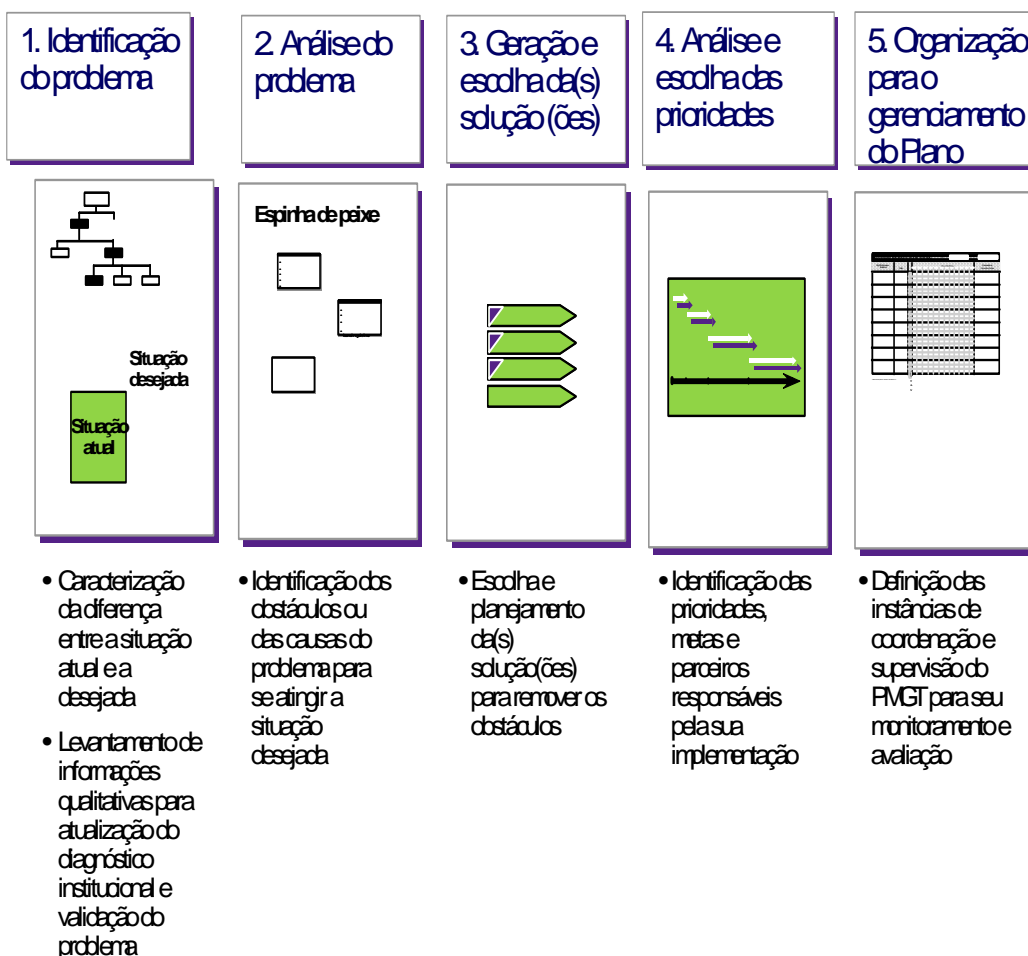 1. Identificação
do problema
2. Análise do
problema
3. Geração e
escolha da(s)
solução (ões)
4. Análise e
escolha das
prioridades
5. Organização
para o
gerenciamento
do Plano
Situação
desejada
Situação
atual
Espinha de peixe
• Caracterização
da diferença
entre a situação
atual e a
desejada
• Levantamento de
informações
qualitativas para
atualização do
diagnóstico
institucional e
validação do
problema
• Identificação dos
obstáculos ou
das causas do
problema para
se atingir a
situação
desejada
• Escolha e
planejamento
da(s)
solução(ões)
para remover os
obstáculos
• Identificação das
prioridades,
metas e
parceiros
responsáveis
pela sua
implementação
• Definição das
instâncias de
coordenação e
supervisão do
PMGT para seu
monitoramento e
avaliação